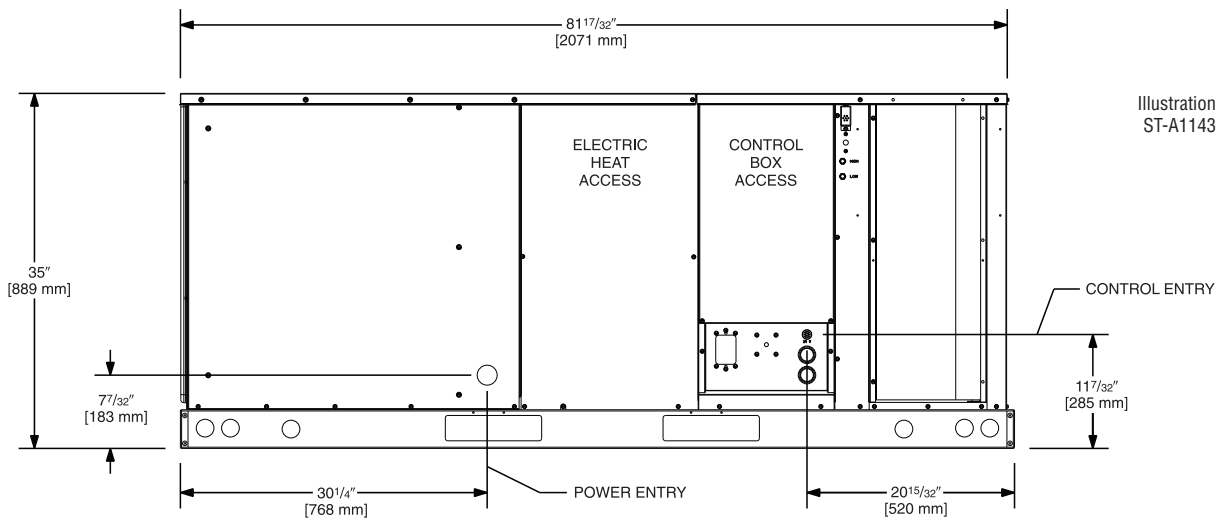 81 17/32"
[2071 mm]
Illustration
ST-A1143
ELECTRIC
HEAT
ACCESS
CONTROL
BOX
ACCESS
HIGH
LOW
35"
[889 mm]
CONTROL ENTRY
7 7/32"
[183 mm]
11 7/32"
[285 mm]
30 1/4"
[768 mm]
POWER ENTRY
20 15/32"
[520 mm]